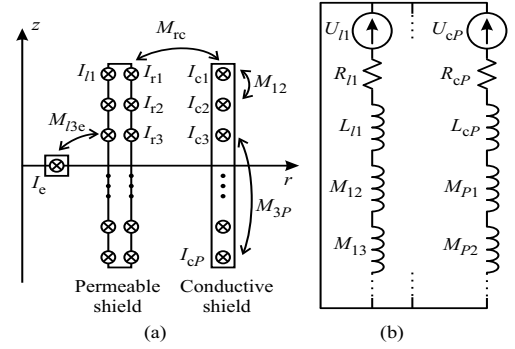 z
M_rc
I_l1 I_r1 I_c1
M_12
I_r2 I_c2
M_l3e
I_r3 I_c3
I_e
r
M_3P
I_cP
Permeable shield
Conductive shield
(a)
U_l1 U_cP
R_l1 R_cP
L_l1 L_cP
M_12 M_P1
M_13 M_P2
(b)